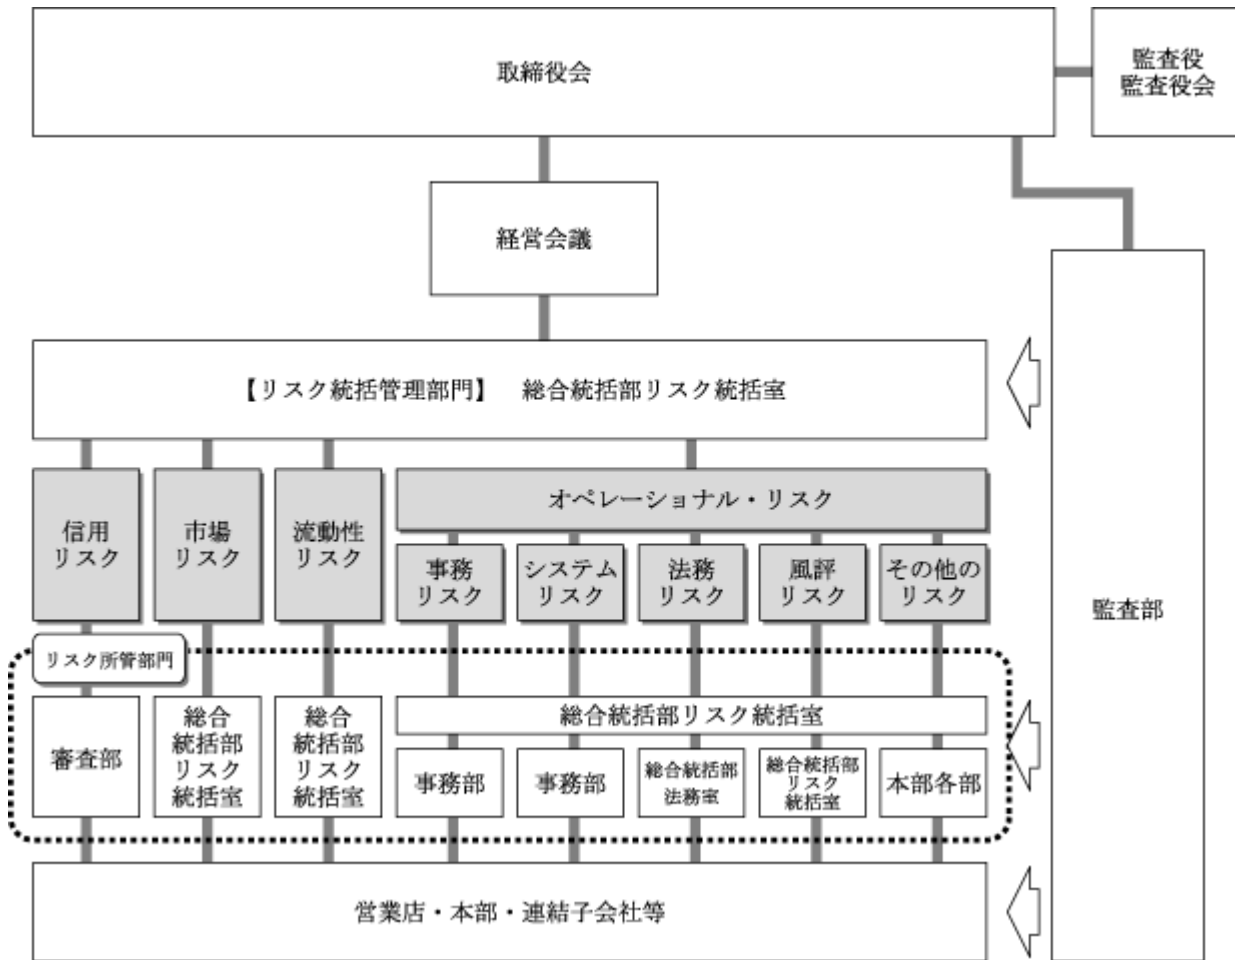 取締役会
監査役
監査役会
経営会議
【リスク統括管理部門】　総合統括部リスク統括室
信用
リスク
市場
リスク
流動性
リスク
オペレーショナル・リスク
事務
リスク
システム
リスク
法務
リスク
風評
リスク
その他の
リスク
監査部
リスク所管部門
審査部
総合
統括部
リスク
統括室
総合
統括部
リスク
統括室
総合統括部リスク統括室
事務部
事務部
総合統括部
法務室
総合統括部
リスク
統括室
本部各部
営業店・本部・連結子会社等